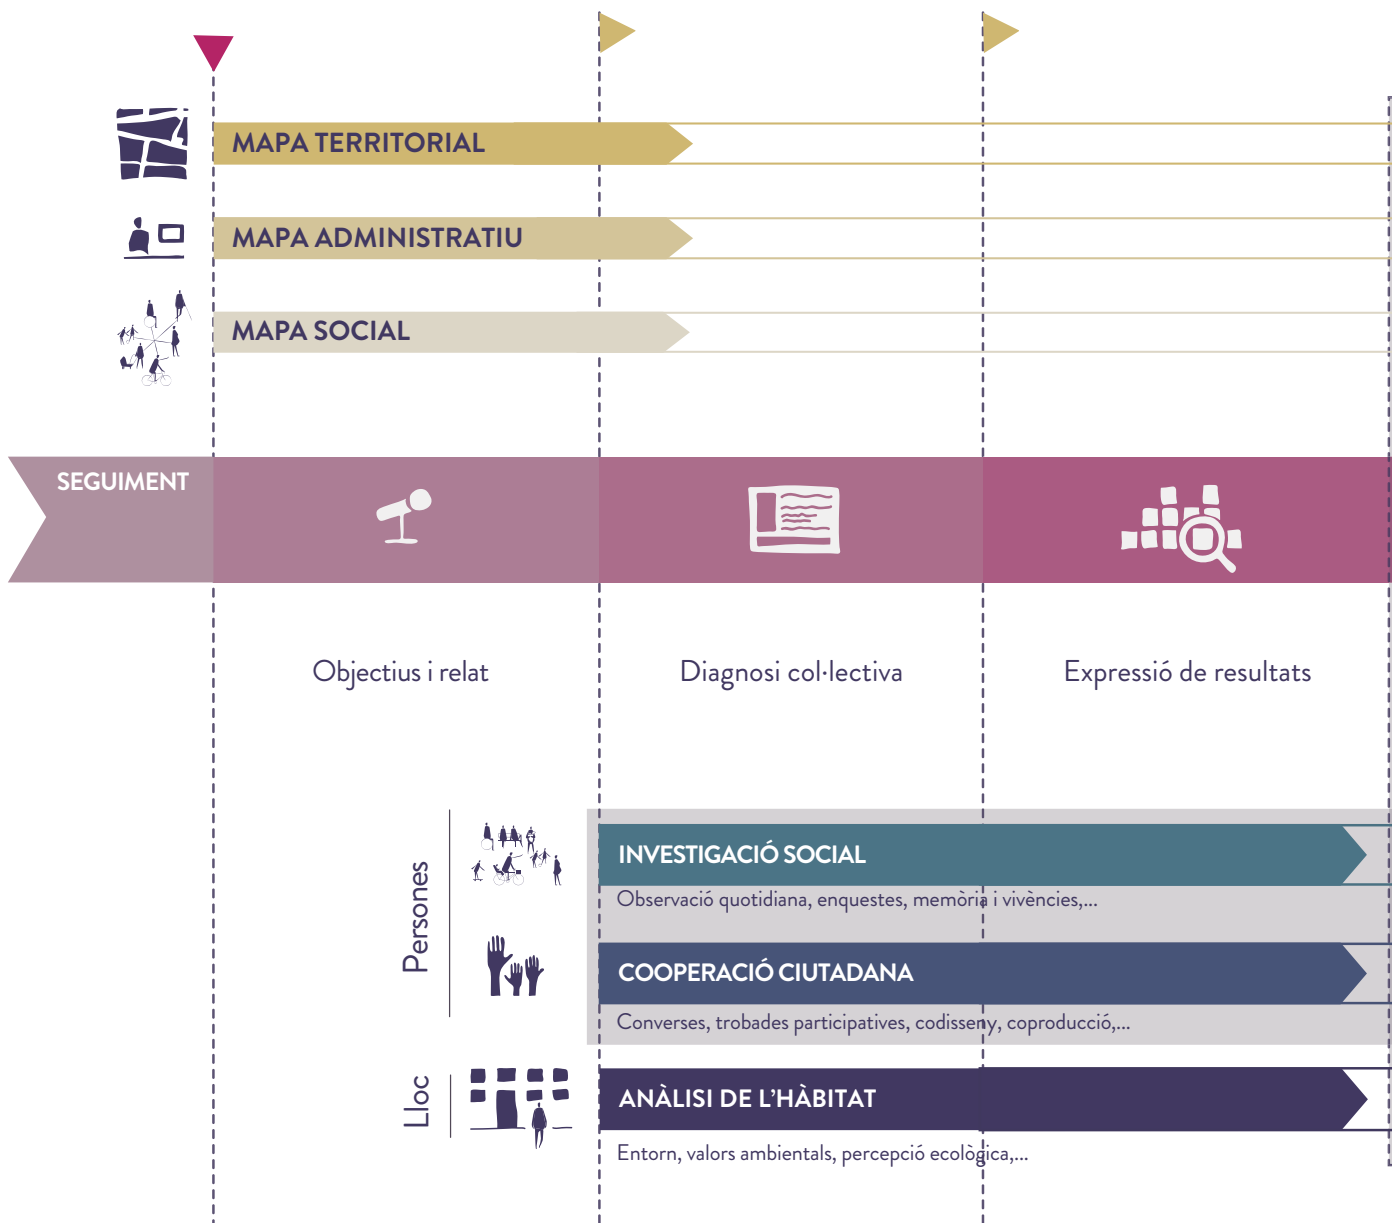 MAPA TERRITORIAL
MAPA ADMINISTRATIU
MAPA SOCIAL
SEGUIMENT
Objectius i relat
Diagnosi col·lectiva
Expressió de resultats
Persones
INVESTIGACIÓ SOCIAL
Observació quotidiana, enquestes, memòria i vivències,...
COOPERACIÓ CIUTADANA
Converses, trobades participatives, codisseny, coproducció,...
Lloc
ANÀLISI DE L’HÀBITAT
Entorn, valors ambientals, percepció ecològica,...